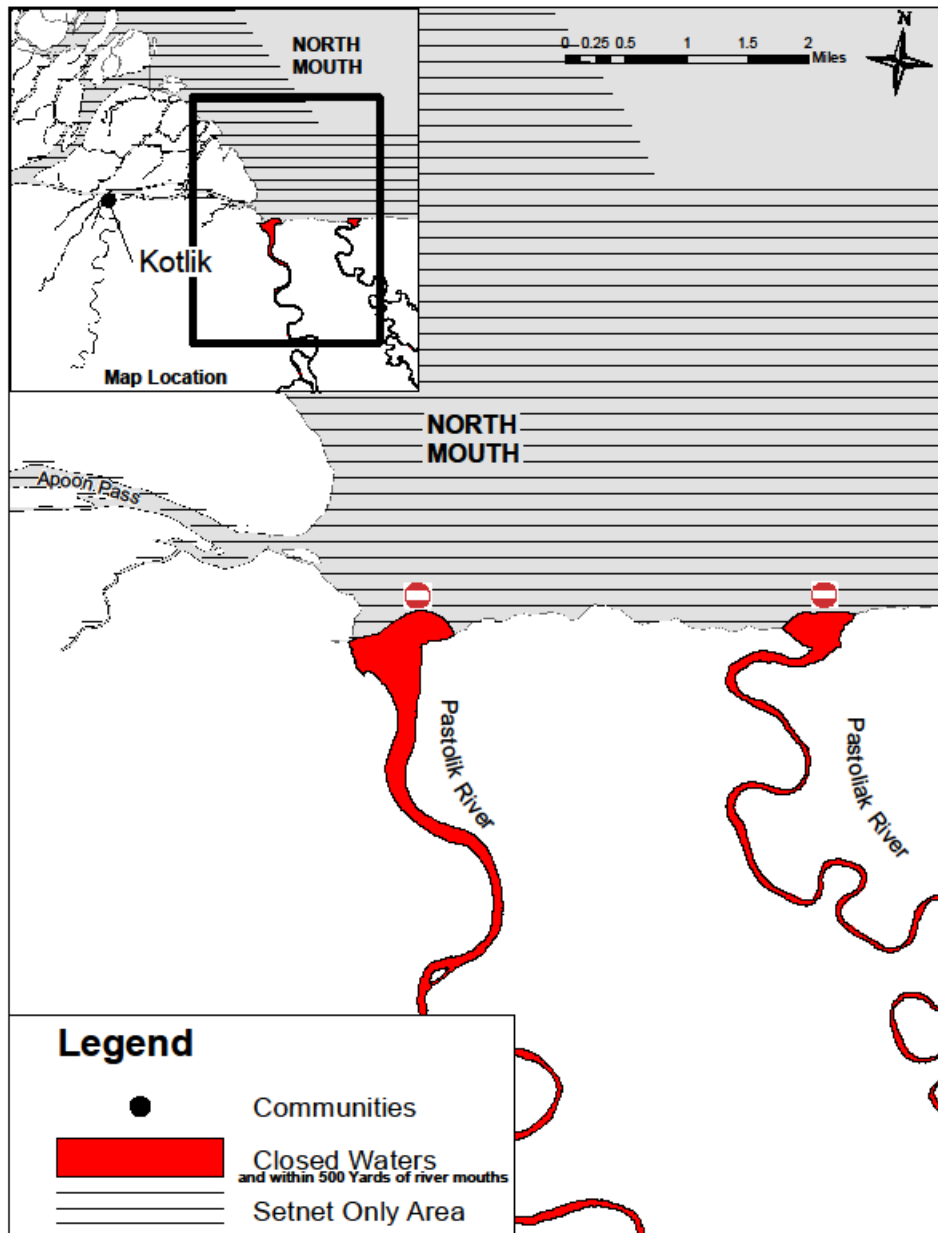 NORTH
MOUTH
Kotlik
Map Location
N
0 0.25 0.5 1 1.5 2
Miles
NORTH
MOUTH
Apoon Pass
Pastolik River
Pastoliak River
Legend
Communities
Closed Waters
and within 500 Yards of river mouths
Setnet Only Area